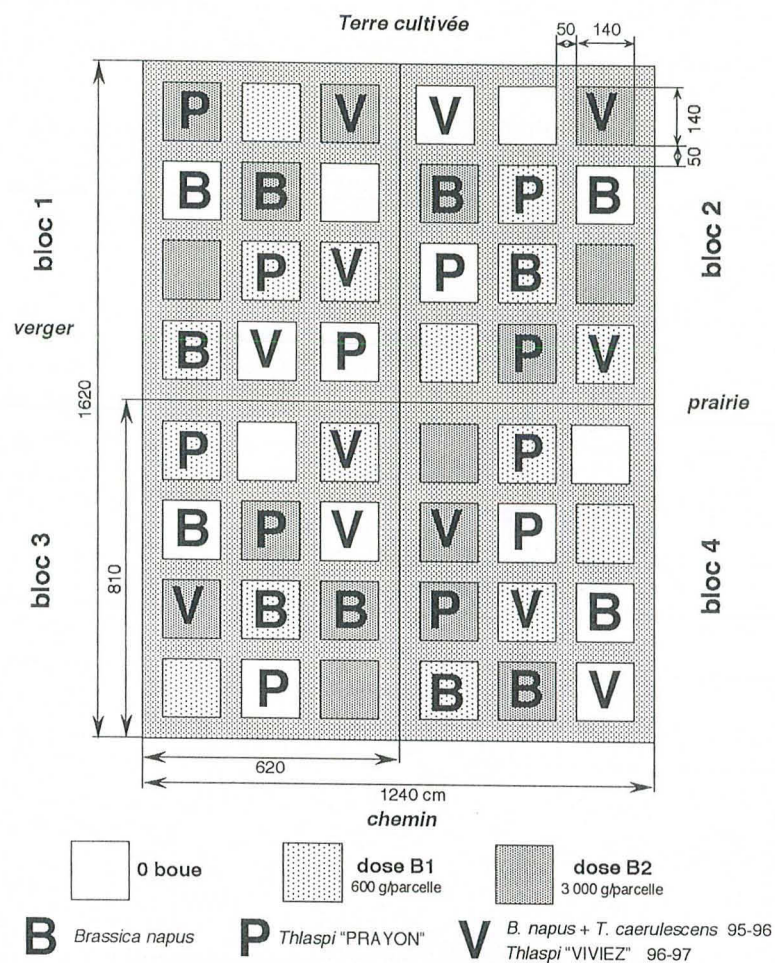 Terre cultivée
50 140
P V V V
140
50
B B B P B
bloc 1
bloc 2
P V P B
verger
B V P P V
1620
prairie
P V P
B P V V P
bloc 3
810
bloc 4
V B B P V B
P B B V
620
1240 cm
chemin
0 boue
dose B1
600 g/parcelle
dose B2
3 000 g/parcelle
B Brassica napus
P Thlaspi "PRAYON"
V B. napus + T. caerulescens 95-96
Thlaspi "VIVIEZ" 96-97